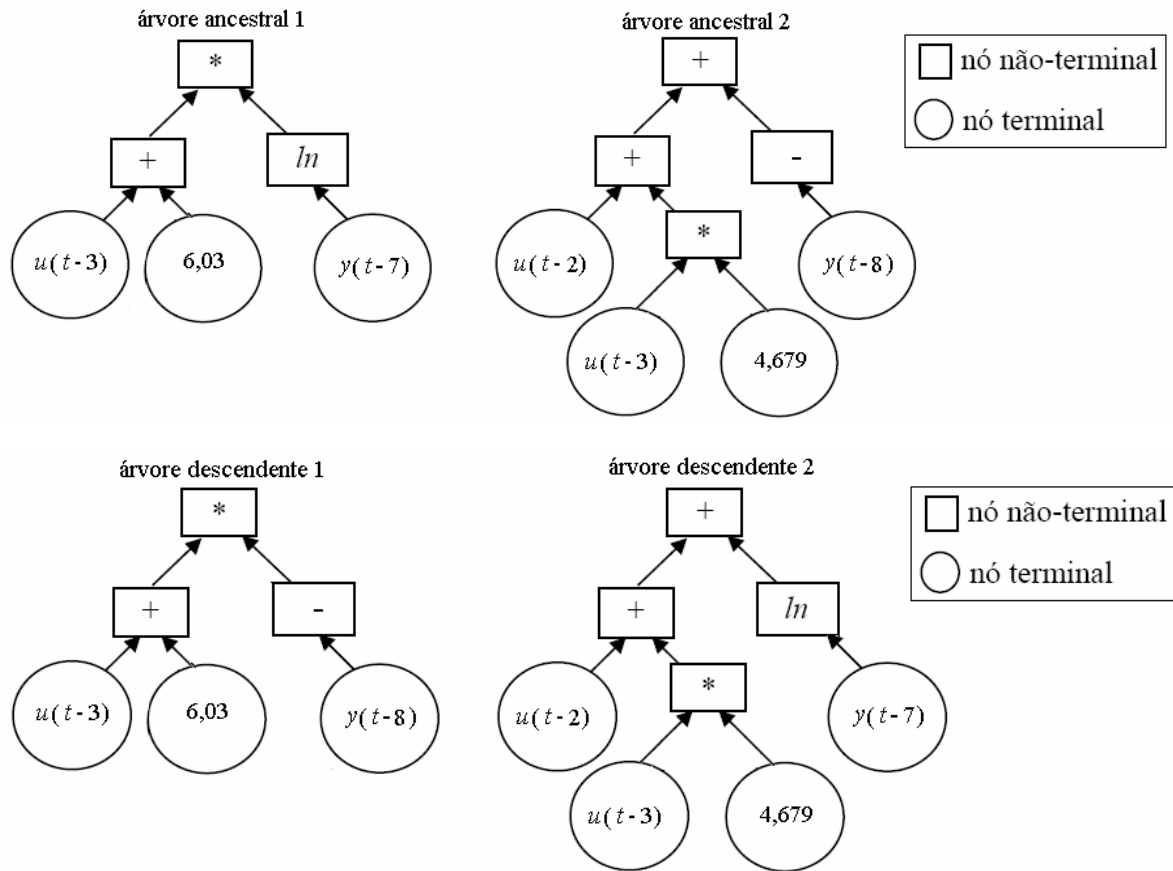 árvore ancestral 1
árvore ancestral 2
*
+
nó não-terminal
nó terminal
+
ln
+
-
u(t-3)
6,03
y(t-7)
u(t-2)
*
y(t-8)
u(t-3)
4,679
árvore descendente 1
árvore descendente 2
*
+
nó não-terminal
nó terminal
+
-
+
ln
u(t-3)
6,03
y(t-8)
u(t-2)
*
y(t-7)
u(t-3)
4,679